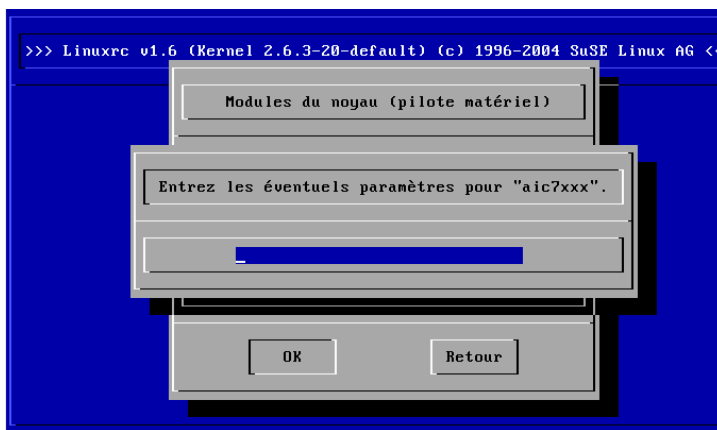 >>> Linuxrc v1.6 (Kernel 2.6.3-20-default) (c) 1996-2004 SuSE Linux AG <
Modules du noyau (pilote matériel)
Entrez les éventuels paramètres pour "aic7xxx".
OK Retour